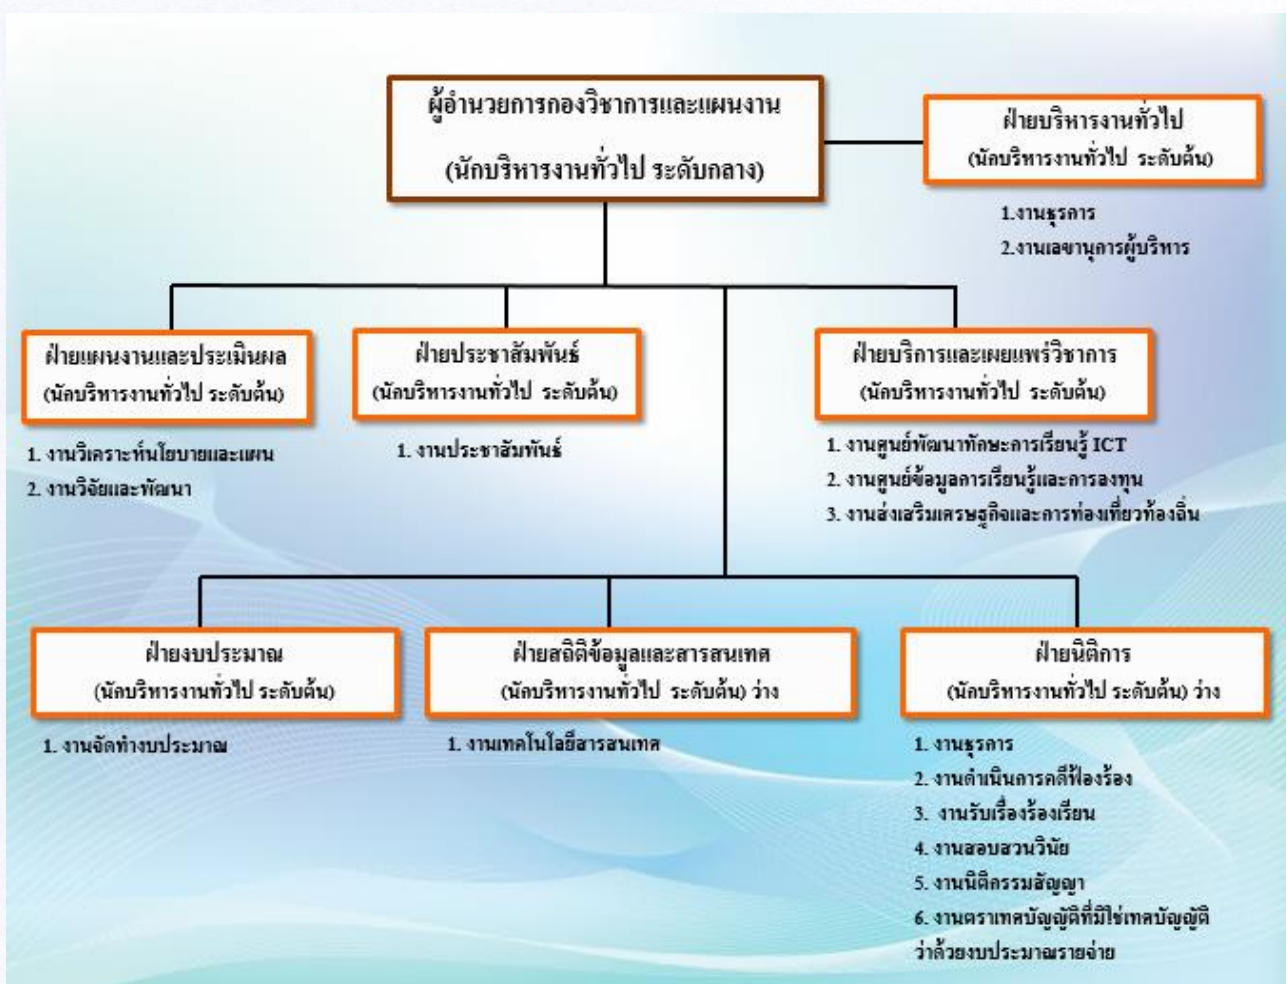 ผู้อำนวยการกองวิชาการและแผนงาน
(นักบริหารงานทั่วไป ระดับกลาง)
ฝ่ายบริหารงานทั่วไป
(นักบริหารงานทั่วไป ระดับต้น)
1.งานธุรการ
2.งานเลขานุการผู้บริหาร
ฝ่ายแผนงานและประเมินผล
(นักบริหารงานทั่วไป ระดับต้น)
1. งานวิเคราะห์นโยบายและแผน
2. งานวิจัยและพัฒนา
ฝ่ายประชาสัมพันธ์
(นักบริหารงานทั่วไป ระดับต้น)
1. งานประชาสัมพันธ์
ฝ่ายบริการและเผยแพร่วิชาการ
(นักบริหารงานทั่วไป ระดับต้น)
1. งานศูนย์พัฒนาทักษะการเรียนรู้ ICT
2. งานศูนย์ข้อมูลการเรียนรู้และการลงทุน
3. งานส่งเสริมเศรษฐกิจและการท่องเที่ยวท้องถิ่น
ฝ่ายงบประมาณ
(นักบริหารงานทั่วไป ระดับต้น)
1. งานจัดทำงบประมาณ
ฝ่ายสถิติข้อมูลและสารสนเทศ
(นักบริหารงานทั่วไป ระดับต้น) ว่าง
1. งานเทคโนโลยีสารสนเทศ
ฝ่ายนิติการ
(นักบริหารงานทั่วไป ระดับต้น) ว่าง
1. งานธุรการ
2. งานดำเนินการคดีฟ้องร้อง
3. งานรับเรื่องร้องเรียน
4. งานสอบสวนวินัย
5. งานนิติกรรมสัญญา
6. งานตราเทศบัญญัติที่มิใช่เทศบัญญัติ
ว่าด้วยงบประมาณรายจ่าย